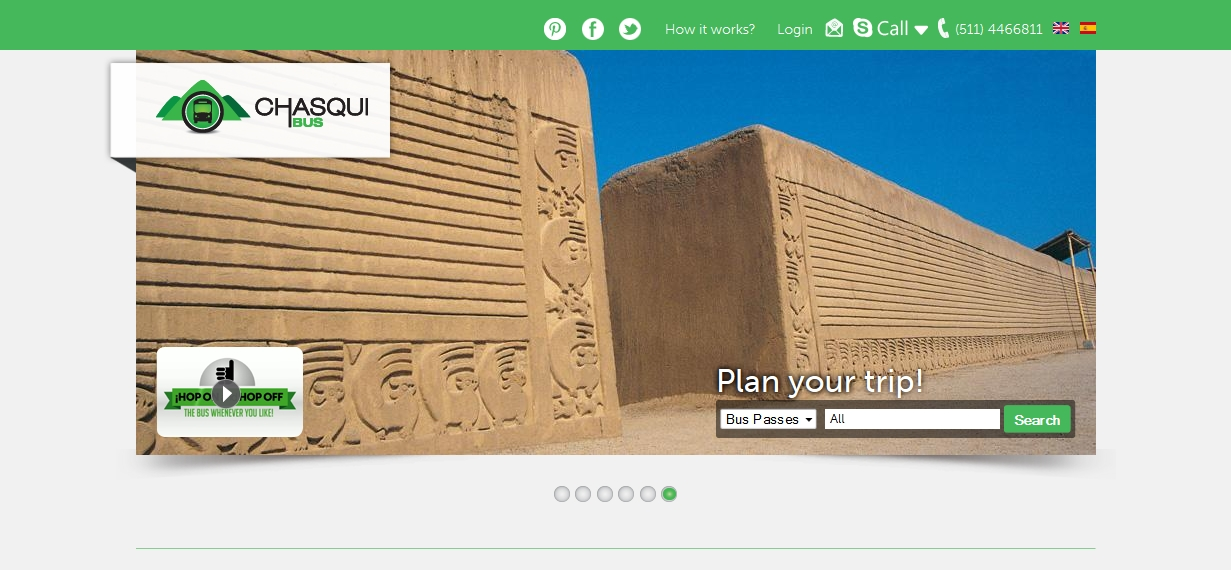 How it works? Login Call (511) 4466811
CHASQUI
BUS
¡HOP O HOP OFF
THE BUS WHENEVER YOU LIKE!
Plan your trip!
Bus Passes All Search